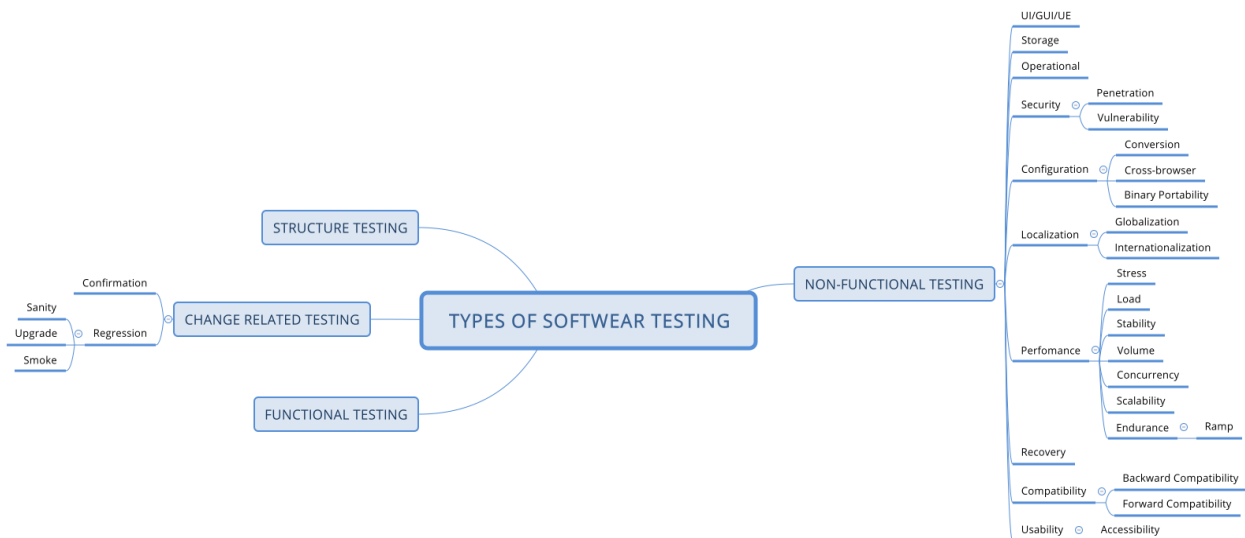 TYPES OF SOFTWEAR TESTING
STRUCTURE TESTING
CHANGE RELATED TESTING
Confirmation
Regression
Sanity
Upgrade
Smoke
FUNCTIONAL TESTING
NON-FUNCTIONAL TESTING
UI/GUI/UE
Storage
Operational
Security
Penetration
Vulnerability
Configuration
Conversion
Cross-browser
Binary Portability
Localization
Globalization
Internationalization
Perfomance
Stress
Load
Stability
Volume
Concurrency
Scalability
Endurance
Ramp
Recovery
Compatibility
Backward Compatibility
Forward Compatibility
Usability
Accessibility